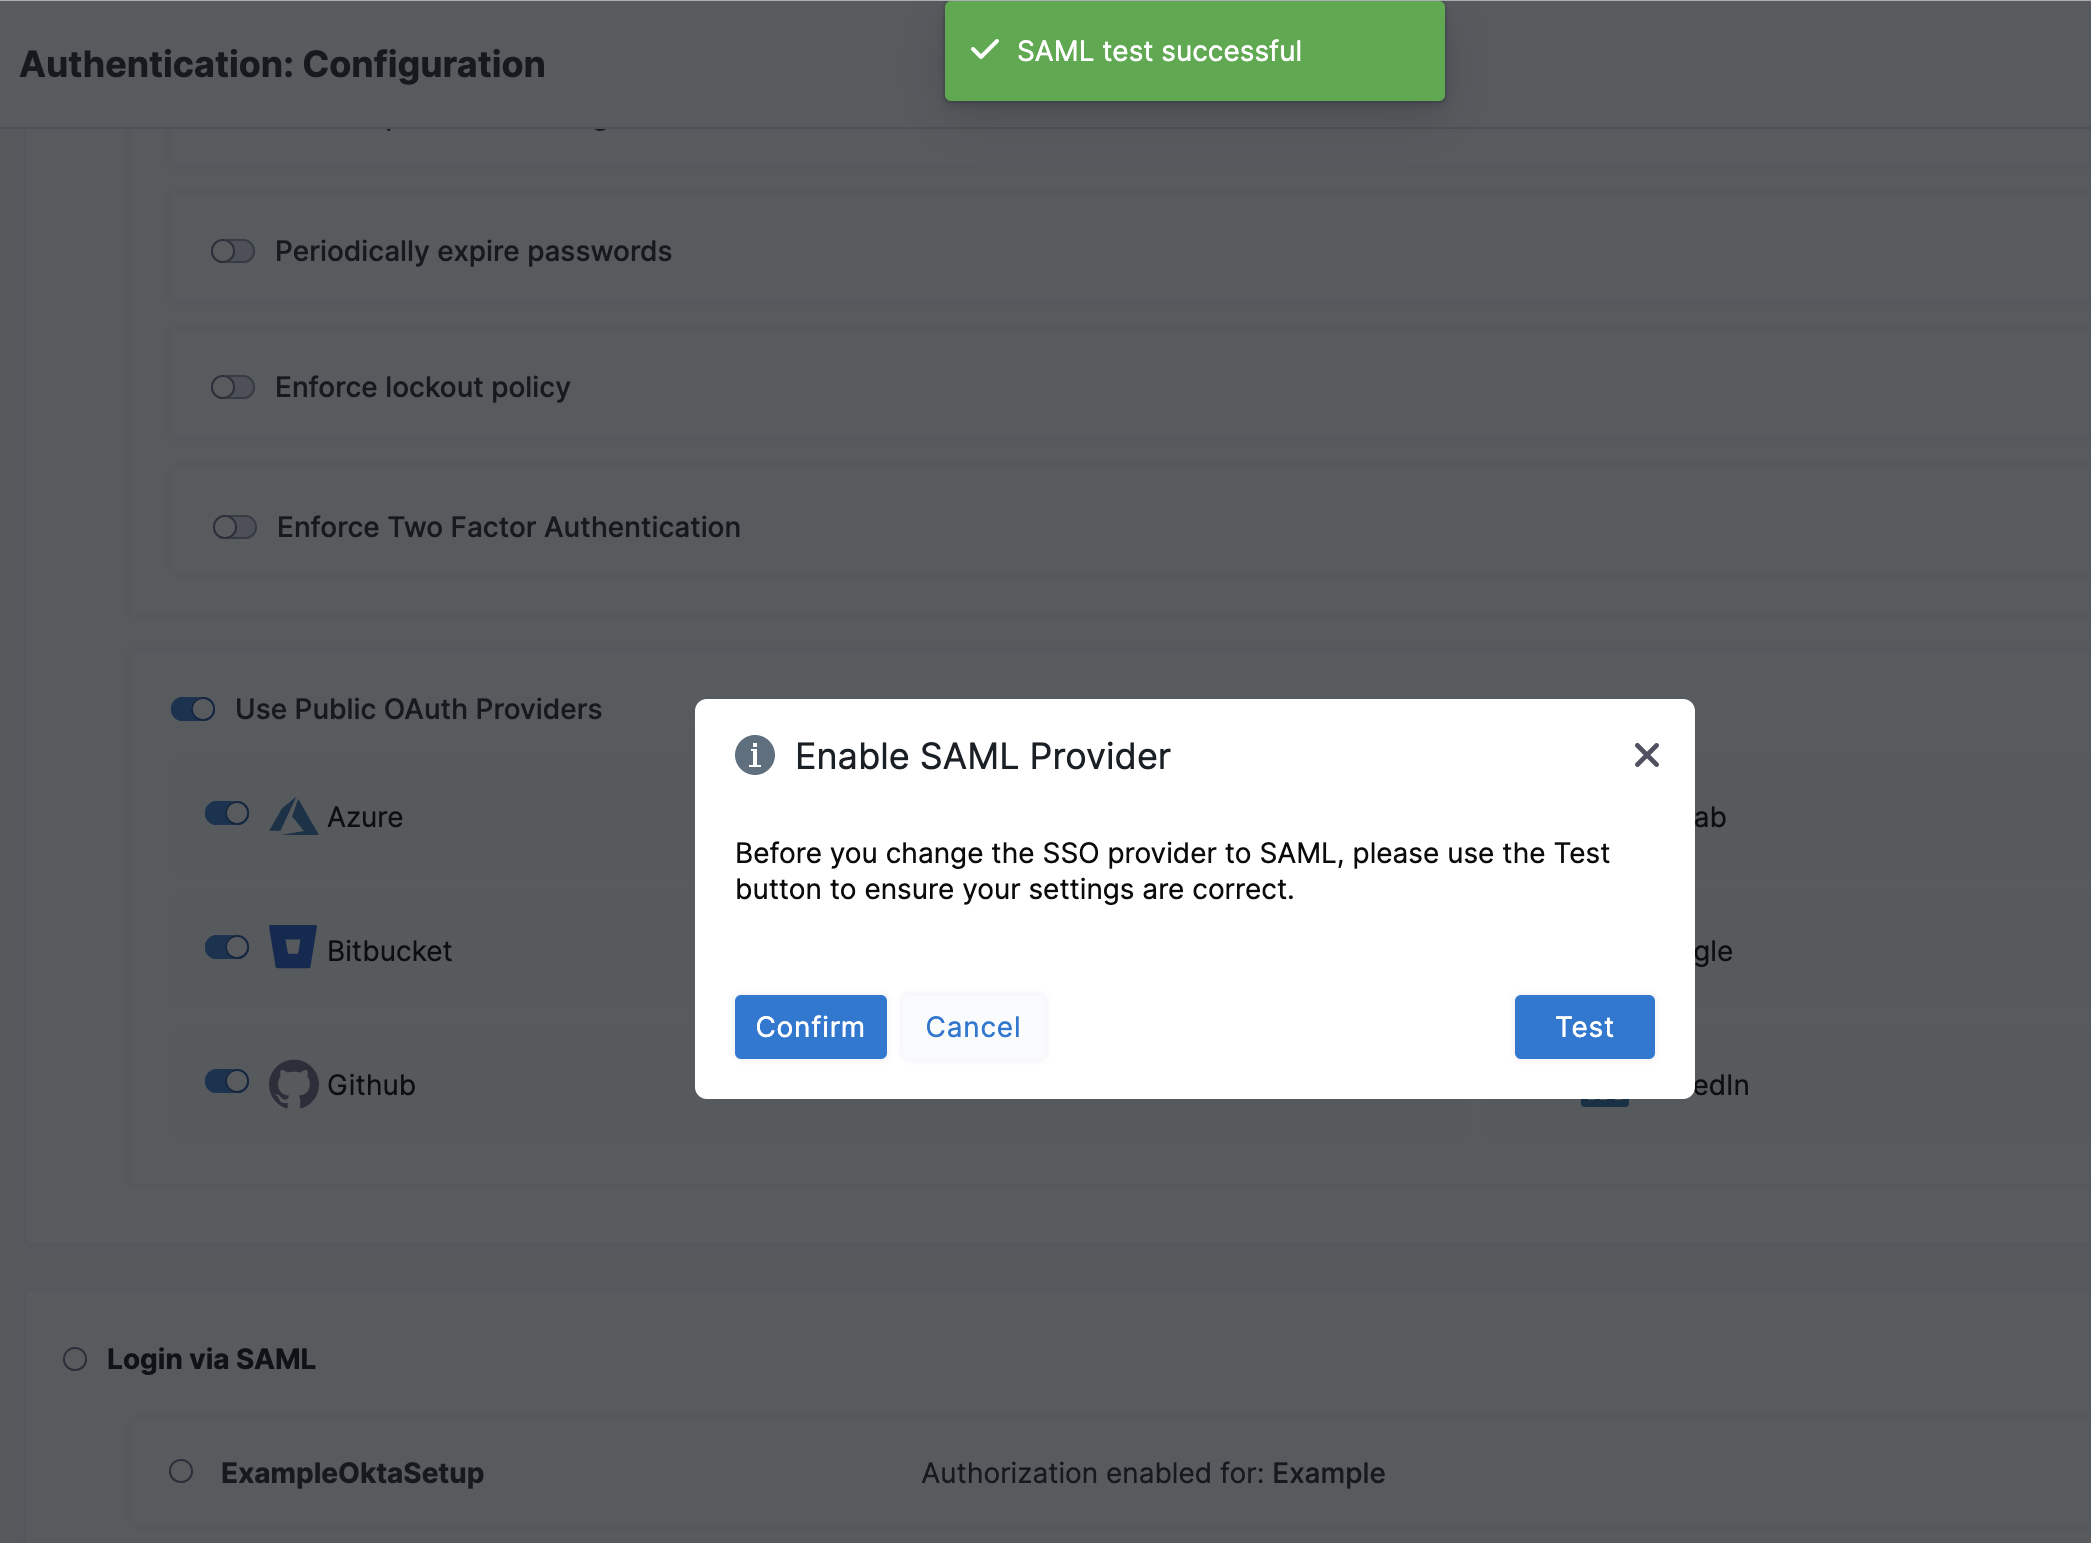 Authentication: Configuration
SAML test successful
Periodically expire passwords
Enforce lockout policy
Enforce Two Factor Authentication
Use Public OAuth Providers
Enable SAML Provider
Azure
ab
Before you change the SSO provider to SAML, please use the Test
button to ensure your settings are correct.
Bitbucket
gle
Confirm
Cancel
Test
Github
edIn
Login via SAML
ExampleOktaSetup
Authorization enabled for: Example